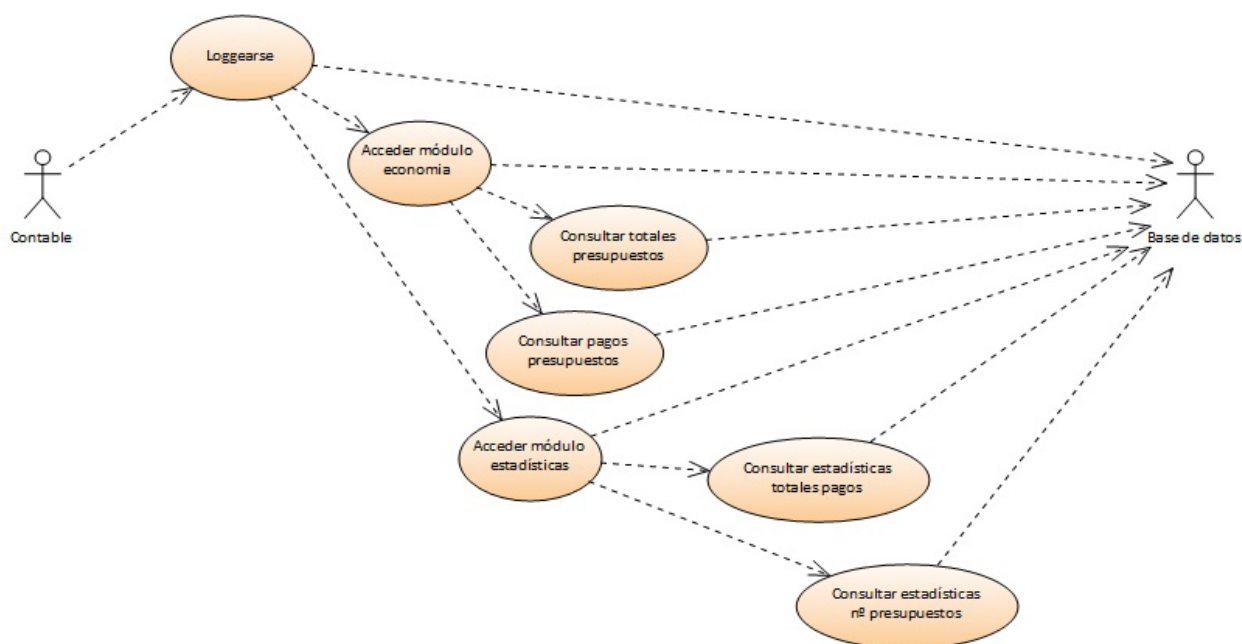 Loggearse
Acceder módulo
economia
Contable
Base de datos
Consultar totales
presupuestos
Consultar pagos
presupuestos
Acceder módulo
estadísticas
Consultar estadísticas
totales pagos
Consultar estadísticas
nº presupuestos